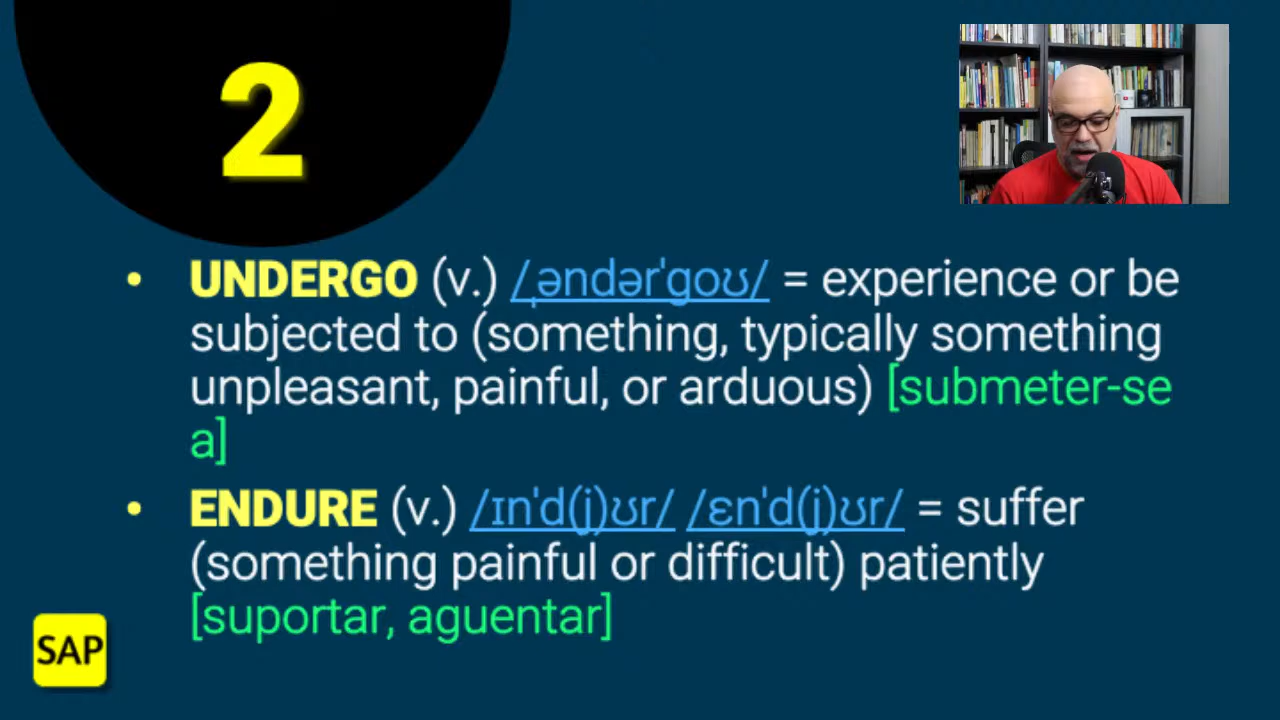 2
• UNDERGO (v.) /ˌəndərˈɡoʊ/ = experience or be
subjected to (something, typically something
unpleasant, painful, or arduous) [submeter-se
a]
• ENDURE (v.) /ɪnˈd(j)ʊr/ /ɛnˈd(j)ʊr/ = suffer
(something painful or difficult) patiently
[suportar, aguentar]
SAP